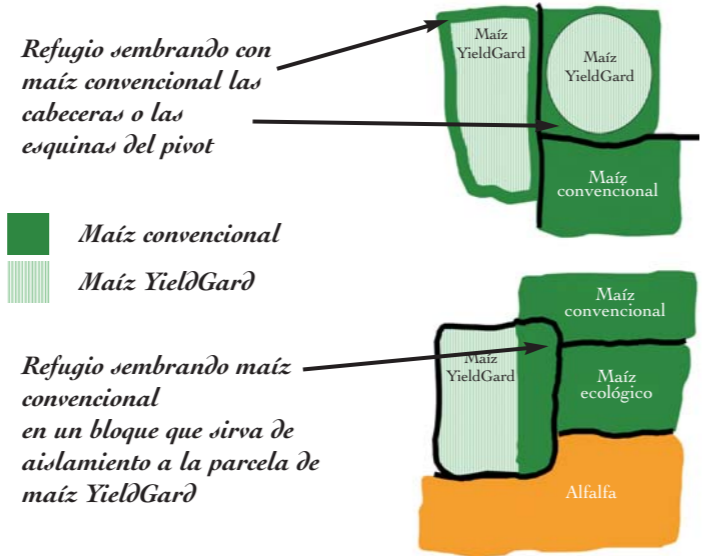 Refugio sembrando con
maíz convencional las
cabeceras o las
esquinas del pivot
Maíz
YieldGard
Maíz
YieldGard
Maíz
convencional
Maíz convencional
Maíz YieldGard
Refugio sembrando maíz
convencional
en un bloque que sirva de
aislamiento a la parcela de
maíz YieldGard
Maíz
convencional
Maíz
YieldGard
Maíz
ecológico
Alfalfa